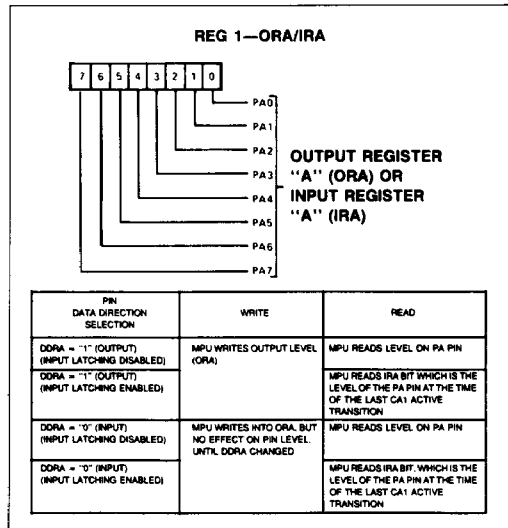 REG 1—ORA/IRA
7 6 5 4 3 2 1 0
PA0
PA1
PA2
PA3
PA4
PA5
PA6
PA7
OUTPUT REGISTER
"A" (ORA) OR
INPUT REGISTER
"A" (IRA)
PIN
DATA DIRECTION
SELECTION
WRITE
READ
DDRA = "1" (OUTPUT)
(INPUT LATCHING DISABLED)
MPU WRITES OUTPUT LEVEL
(ORA)
MPU READS LEVEL ON PA PIN
DDRA = "1" (OUTPUT)
(INPUT LATCHING ENABLED)
MPU READS IRA BIT WHICH IS THE
LEVEL OF THE PA PIN AT THE TIME
OF THE LAST CA1 ACTIVE
TRANSITION
DDRA = "0" (INPUT)
(INPUT LATCHING DISABLED)
MPU WRITES INTO ORA, BUT
NO EFFECT ON PIN LEVEL,
UNTIL DDRA CHANGED
MPU READS LEVEL ON PA PIN
DDRA = "0" (INPUT)
(INPUT LATCHING ENABLED)
MPU READS IRA BIT, WHICH IS THE
LEVEL OF THE PA PIN AT THE TIME
OF THE LAST CA1 ACTIVE
TRANSITION